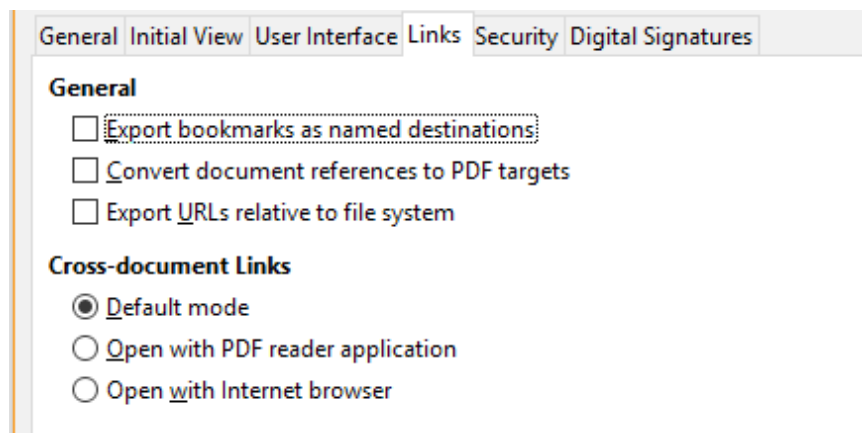 General Initial View User Interface Links Security Digital Signatures
General
Export bookmarks as named destinations
Convert document references to PDF targets
Export URLs relative to file system
Cross-document Links
Default mode
Open with PDF reader application
Open with Internet browser